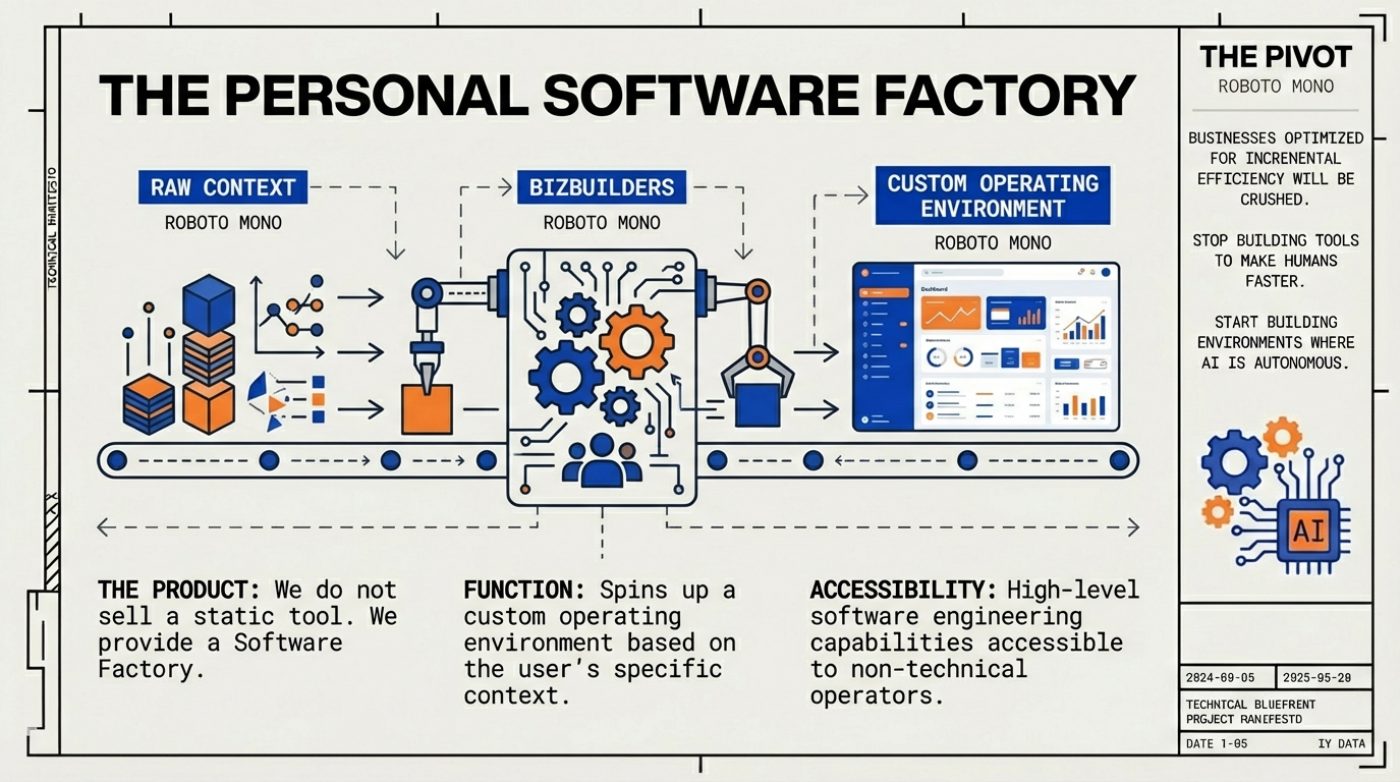 THE PERSONAL SOFTWARE FACTORY
RAW CONTEXT
ROBOTO MONO
BIZBUILDERS
ROBOTO MONO
CUSTOM OPERATING
ENVIRONMENT
ROBOTO MONO
Dashboard
THE PRODUCT: We do not
sell a static tool. We
provide a Software
Factory.
FUNCTION: Spins up a
custom operating
environment based on
the user's specific
context.
ACCESSIBILITY: High-level
software engineering
capabilities accessible
to non-technical
operators.
THE PIVOT
ROBOTO MONO
BUSINESSES OPTIMIZED
FOR INCRENENTAL
EFFICIENCY WILL BE
CRUSHED.
STOP BUILDING TOOLS
TO MAKE HUMANS
FASTER.
START BUILDING
ENVIRONMENTS WHERE
AI IS AUTONOMOUS.
AI
2824-69-05
2925-95-29
TECHNTCAL BLUEFRENT
PRGJECT RANIFESTD
DATE 1-05
IY DATA